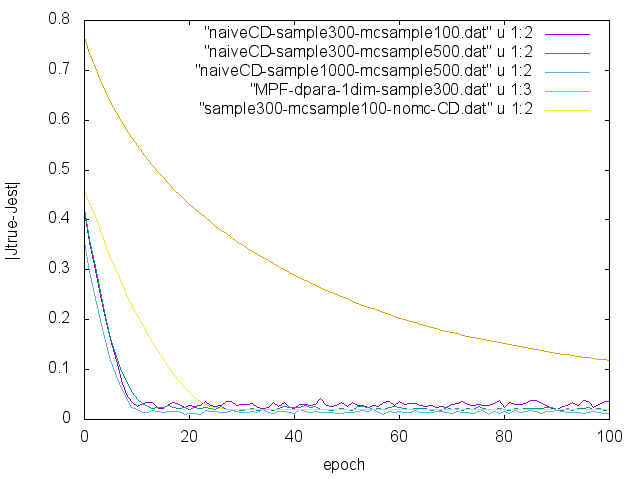 0.8
0.7
0.6
0.5
0.4
0.3
0.2
0.1
0
|Jtrue-Jest|
"naiveCD-sample300-mcsample100.dat" u 1:2
"naiveCD-sample300-mcsample500.dat" u 1:2
"naiveCD-sample1000-mcsample500.dat" u 1:2
"MPF-dpara-1dim-sample300.dat" u 1:3
"sample300-mcsample100-nomc-CD.dat" u 1:2
0 20 40 60 80 100
epoch